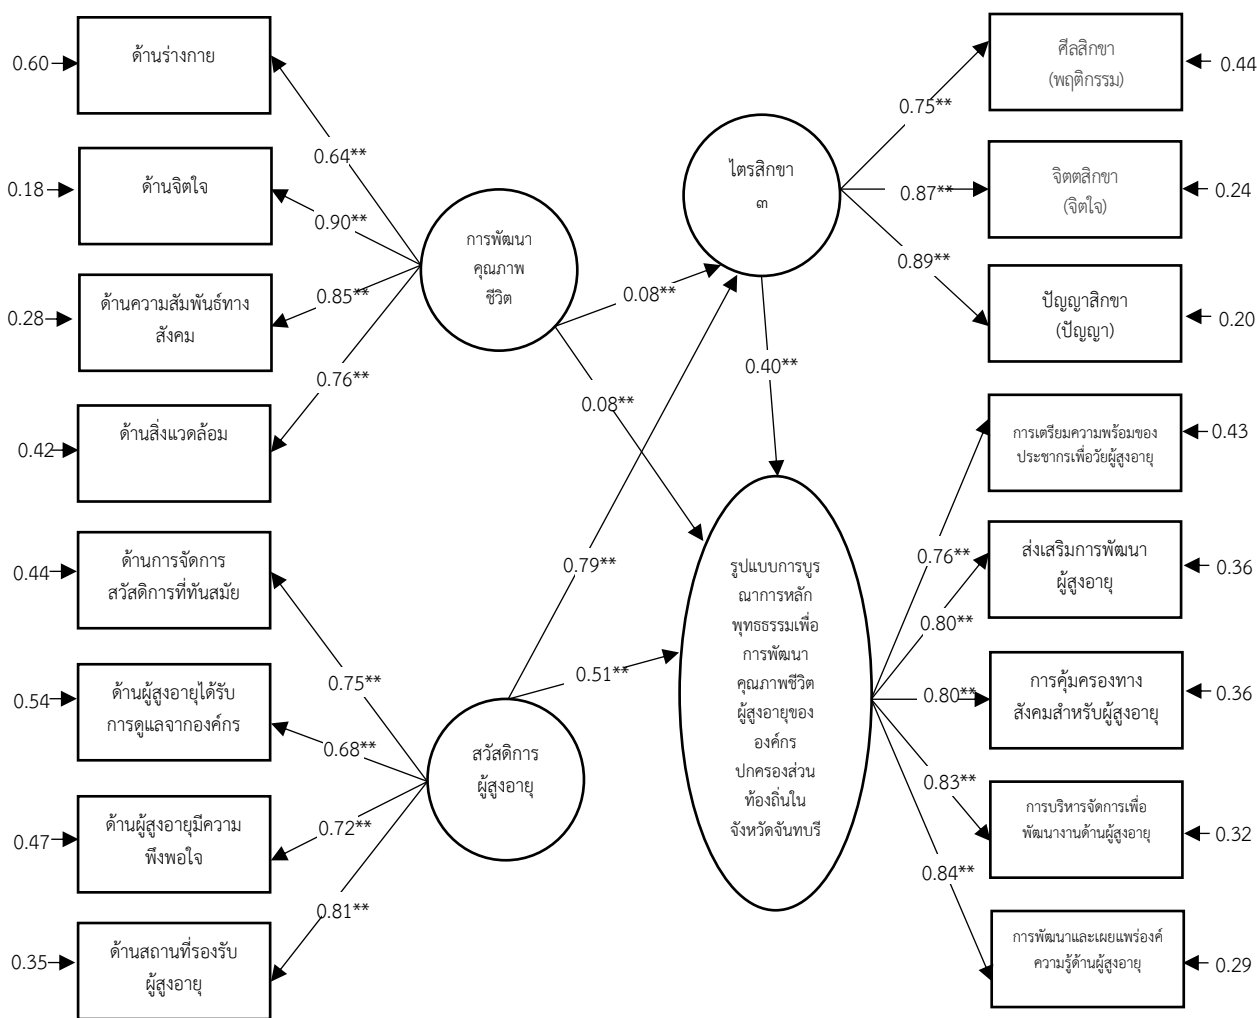 0.60
ด้านร่างกาย
0.64**
0.18
ด้านจิตใจ
0.90**
0.28
ด้านความสัมพันธ์ทาง
สังคม
0.85**
0.42
ด้านสิ่งแวดล้อม
0.76**
การพัฒนา
คุณภาพ
ชีวิต
0.44
ด้านการจัดการ
สวัสดิการที่ทันสมัย
0.75**
0.54
ด้านผู้สูงอายุได้รับ
การดูแลจากองค์กร
0.68**
0.47
ด้านผู้สูงอายุมีความ
พึงพอใจ
0.72**
0.35
ด้านสถานที่รองรับ
ผู้สูงอายุ
0.81**
สวัสดิการ
ผู้สูงอายุ
0.08**
0.08**
0.79**
0.51**
0.40**
ไตรสิกขา
๓
0.75**
ศีลสิกขา
(พฤติกรรม)
0.44
0.87**
จิตตสิกขา
(จิตใจ)
0.24
0.89**
ปัญญาสิกขา
(ปัญญา)
0.20
รูปแบบการบูร
ณาการหลัก
พุทธธรรมเพื่อ
การพัฒนา
คุณภาพชีวิต
ผู้สูงอายุของ
องค์กร
ปกครองส่วน
ท้องถิ่นใน
จังหวัดจันทบรี
0.76**
การเตรียมความพร้อมของ
ประชากรเพื่อวัยผู้สูงอายุ
0.43
0.80**
ส่งเสริมการพัฒนา
ผู้สูงอายุ
0.36
0.80**
การคุ้มครองทาง
สังคมสำหรับผู้สูงอายุ
0.36
0.83**
การบริหารจัดการเพื่อ
พัฒนางานด้านผู้สูงอายุ
0.32
0.84**
การพัฒนาและเผยแพร่องค์
ความรู้ด้านผู้สูงอายุ
0.29